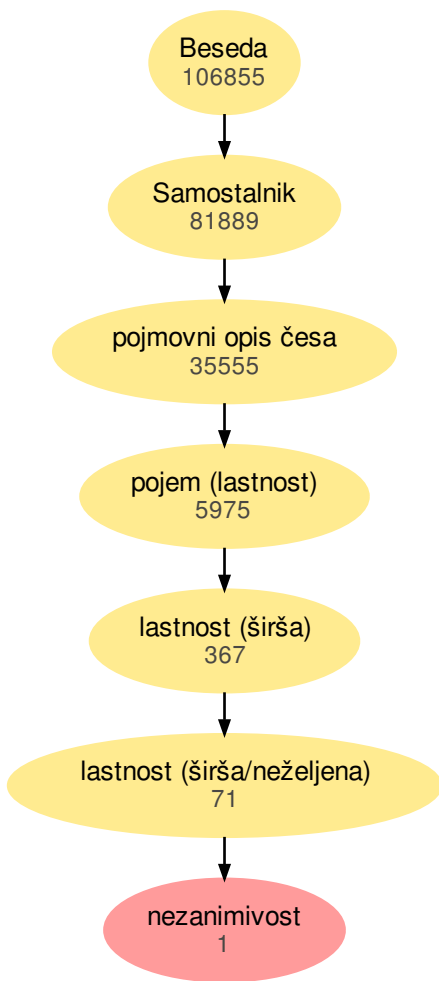 Beseda
106855
Samostalnik
81889
pojmovni opis česa
35555
pojem (lastnost)
5975
lastnost (širša)
367
lastnost (širša/neželjena)
71
nezanimivost
1